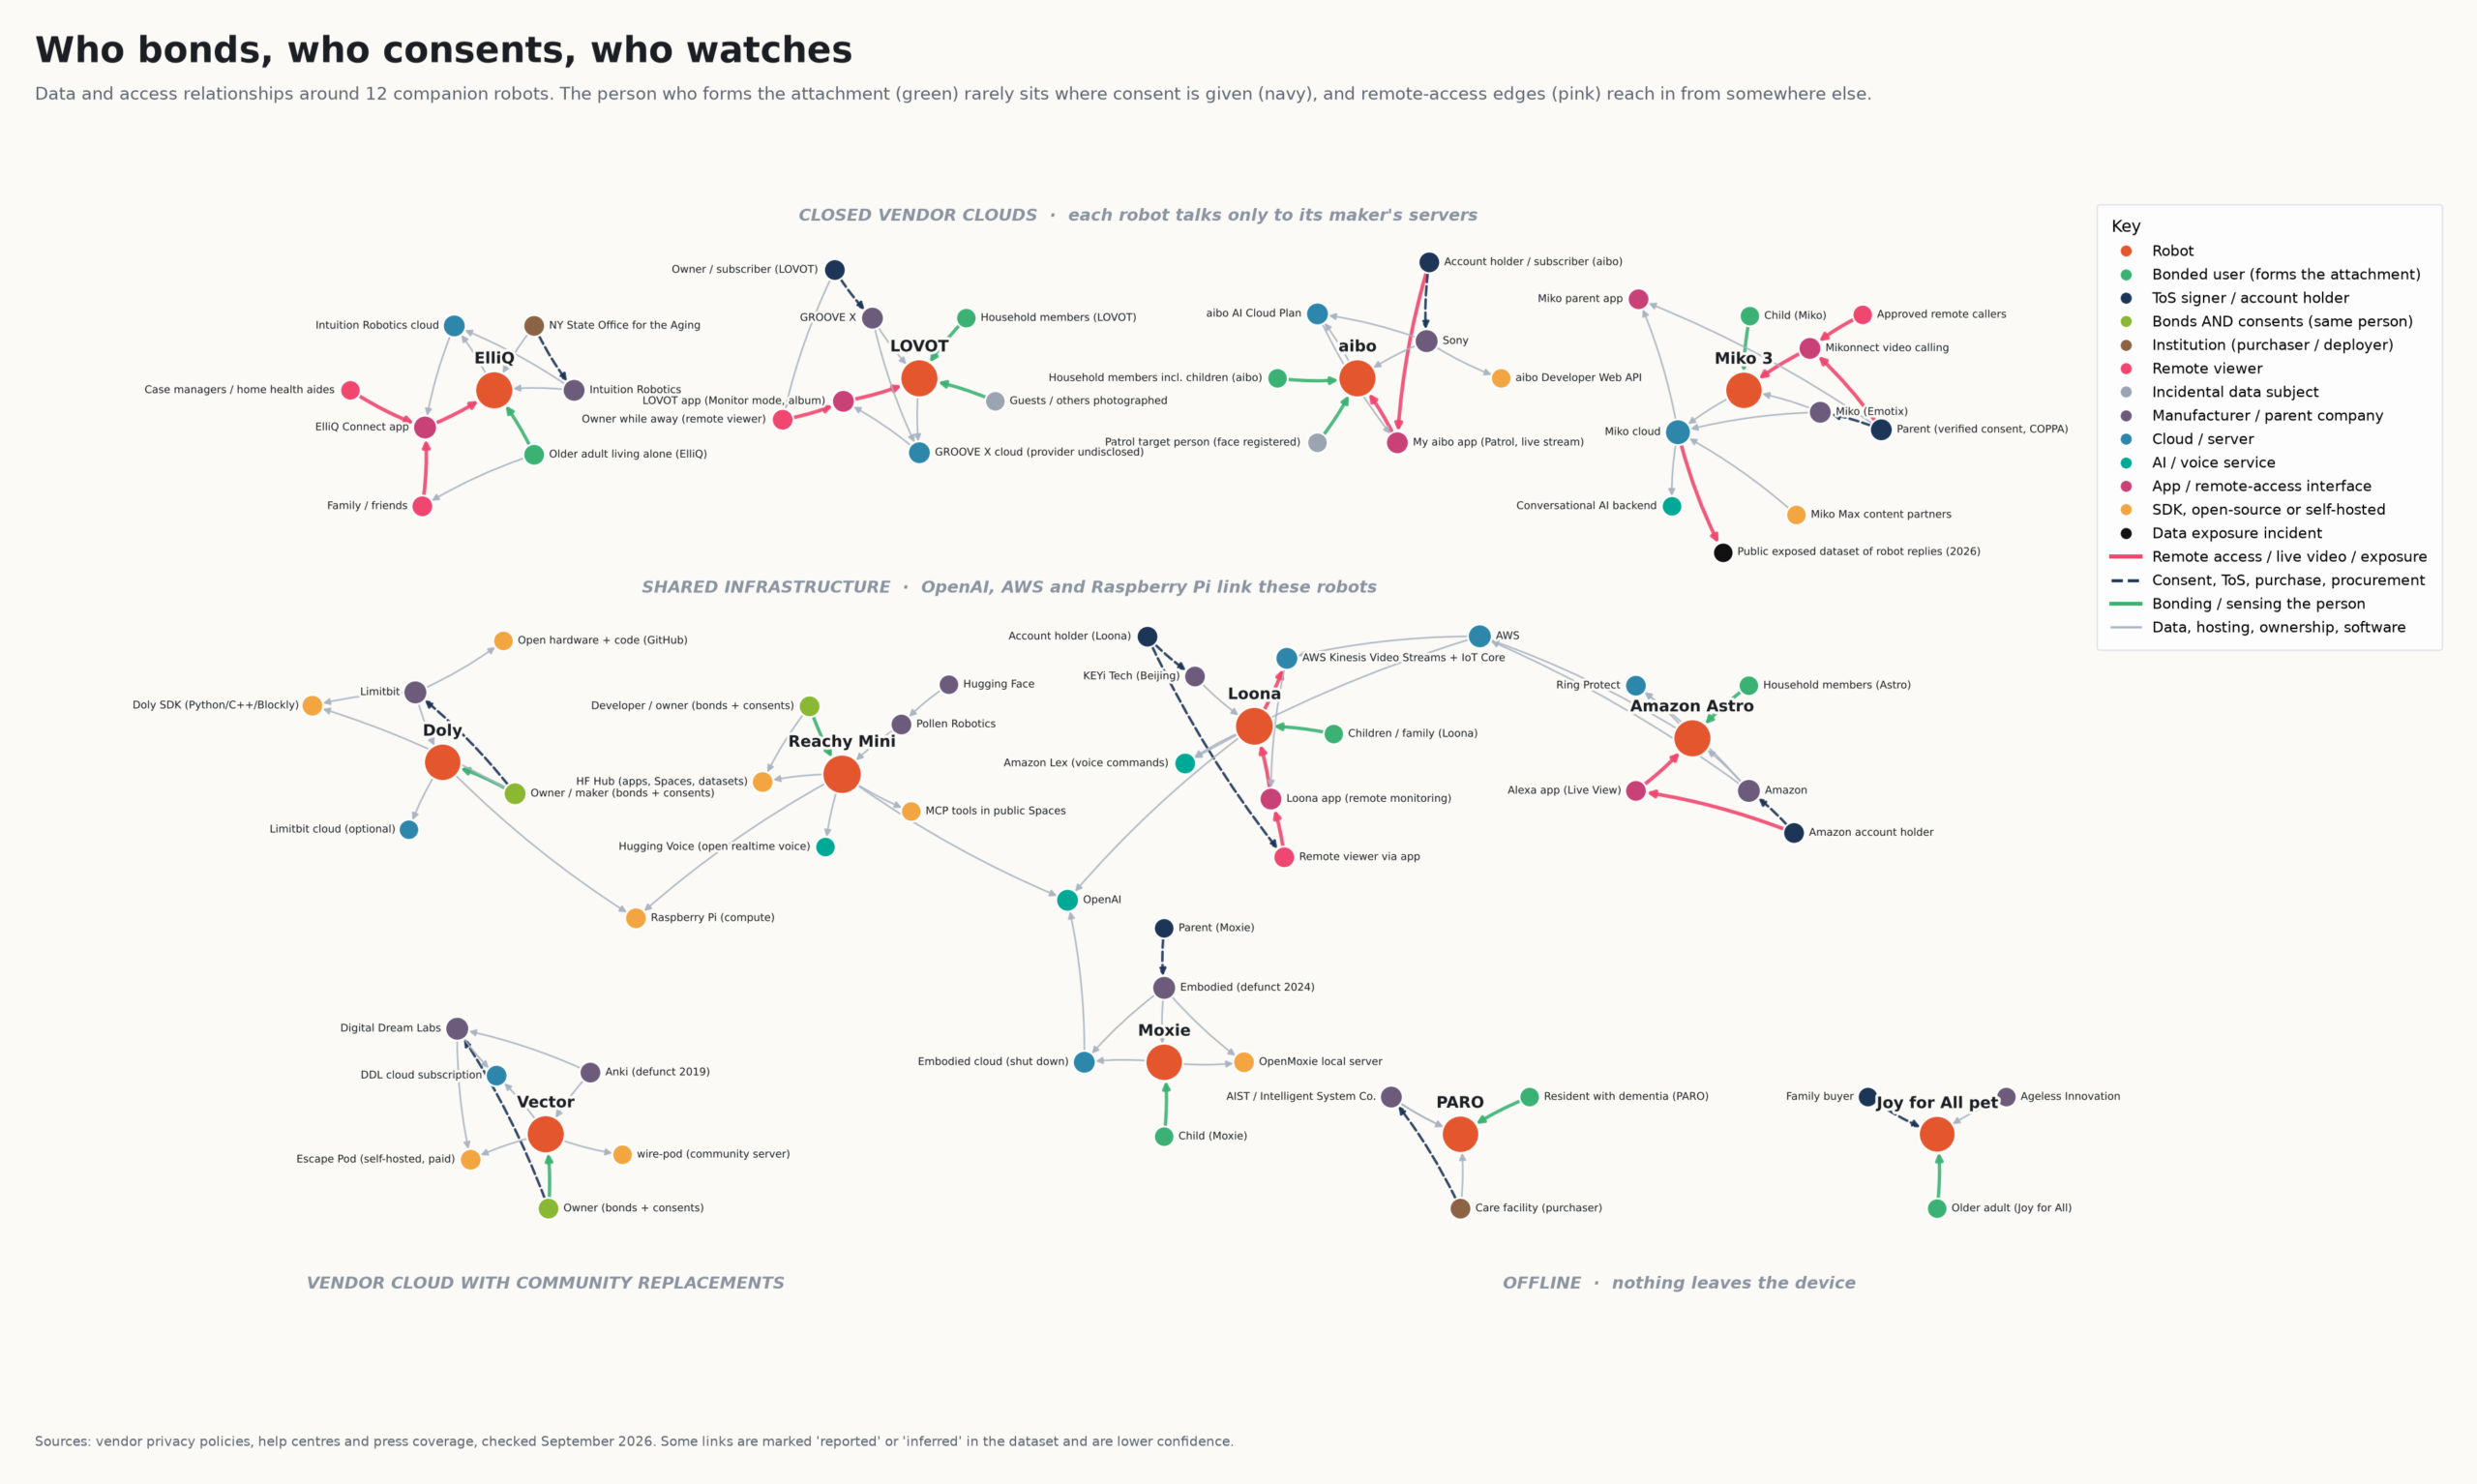 Who bonds, who consents, who watches
Data and access relationships around 12 companion robots. The person who forms the attachment (green) rarely sits where consent is given (navy), and remote-access edges (pink) reach in from somewhere else.
CLOSED VENDOR CLOUDS · each robot talks only to its maker's servers
Intuition Robotics cloud
NY State Office for the Aging
ElliQ
Case managers / home health aides
Intuition Robotics
ElliQ Connect app
Older adult living alone (ElliQ)
Family / friends
Owner / subscriber (LOVOT)
GROOVE X
Household members (LOVOT)
LOVOT
LOVOT app (Monitor mode, album)
Guests / others photographed
Owner while away (remote viewer)
GROOVE X cloud (provider undisclosed)
Account holder / subscriber (aibo)
aibo AI Cloud Plan
Sony
aibo
Household members incl. children (aibo)
aibo Developer Web API
Patrol target person (face registered)
My aibo app (Patrol, live stream)
Miko parent app
Child (Miko)
Approved remote callers
Mikonnect video calling
Miko 3
Miko (Emotix)
Miko cloud
Parent (verified consent, COPPA)
Conversational AI backend
Miko Max content partners
Public exposed dataset of robot replies (2026)
Key
Robot
Bonded user (forms the attachment)
ToS signer / account holder
Bonds AND consents (same person)
Institution (purchaser / deployer)
Remote viewer
Incidental data subject
Manufacturer / parent company
Cloud / server
AI / voice service
App / remote-access interface
SDK, open-source or self-hosted
Data exposure incident
Remote access / live video / exposure
Consent, ToS, purchase, procurement
Bonding / sensing the person
Data, hosting, ownership, software
SHARED INFRASTRUCTURE · OpenAI, AWS and Raspberry Pi link these robots
Open hardware + code (GitHub)
Limitbit
Doly SDK (Python/C++/Blockly)
Doly
Owner / maker (bonds + consents)
Limitbit cloud (optional)
Hugging Face
Developer / owner (bonds + consents)
Pollen Robotics
Reachy Mini
HF Hub (apps, Spaces, datasets)
MCP tools in public Spaces
Hugging Voice (open realtime voice)
Raspberry Pi (compute)
Account holder (Loona)
AWS
AWS Kinesis Video Streams + IoT Core
KEYi Tech (Beijing)
Loona
Children / family (Loona)
Amazon Lex (voice commands)
Loona app (remote monitoring)
Remote viewer via app
OpenAI
Ring Protect
Household members (Astro)
Amazon Astro
Alexa app (Live View)
Amazon
Amazon account holder
Parent (Moxie)
Embodied (defunct 2024)
Moxie
Embodied cloud (shut down)
OpenMoxie local server
Child (Moxie)
Digital Dream Labs
DDL cloud subscription
Anki (defunct 2019)
Vector
Escape Pod (self-hosted, paid)
wire-pod (community server)
Owner (bonds + consents)
AIST / Intelligent System Co.
PARO
Resident with dementia (PARO)
Care facility (purchaser)
Family buyer
Joy for All pet
Ageless Innovation
Older adult (Joy for All)
VENDOR CLOUD WITH COMMUNITY REPLACEMENTS
OFFLINE · nothing leaves the device
Sources: vendor privacy policies, help centres and press coverage, checked September 2026. Some links are marked 'reported' or 'inferred' in the dataset and are lower confidence.